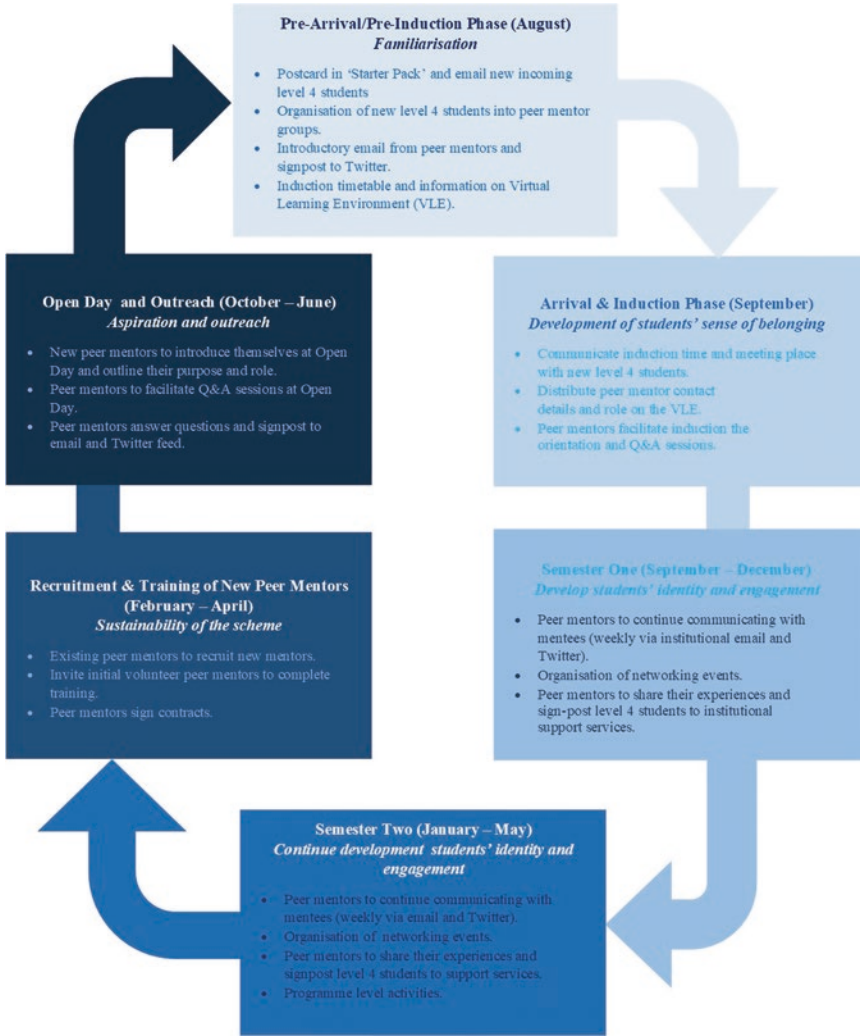 Pre-Arrival/Pre-Induction Phase (August)
Familiarisation
• Postcard in ‘Starter Pack’ and email new incoming
level 4 students
• Organisation of new level 4 students into peer mentor
groups.
• Introductory email from peer mentors and
signpost to Twitter.
• Induction timetable and information on Virtual
Learning Environment (VLE).
Arrival & Induction Phase (September)
Development of students’ sense of belonging
• Communicate induction time and meeting place
with new level 4 students.
• Distribute peer mentor contact
details and role on the VLE.
• Peer mentors facilitate induction the
orientation and Q&A sessions.
Semester One (September – December)
Develop students’ identity and engagement
• Peer mentors to continue communicating with
mentees (weekly via institutional email and
Twitter).
• Organisation of networking events.
• Peer mentors to share their experiences and
sign-post level 4 students to institutional
support services.
Semester Two (January – May)
Continue development students’ identity and
engagement
• Peer mentors to continue communicating with
mentees (weekly via email and Twitter).
• Organisation of networking events.
• Peer mentors to share their experiences and
signpost level 4 students to support services.
• Programme level activities.
Recruitment & Training of New Peer Mentors
(February – April)
Sustainability of the scheme
• Existing peer mentors to recruit new mentors.
• Invite initial volunteer peer mentors to complete
training.
• Peer mentors sign contracts.
Open Day and Outreach (October – June)
Aspiration and outreach
• New peer mentors to introduce themselves at Open
Day and outline their purpose and role.
• Peer mentors to facilitate Q&A sessions at Open
Day.
• Peer mentors answer questions and signpost to
email and Twitter feed.